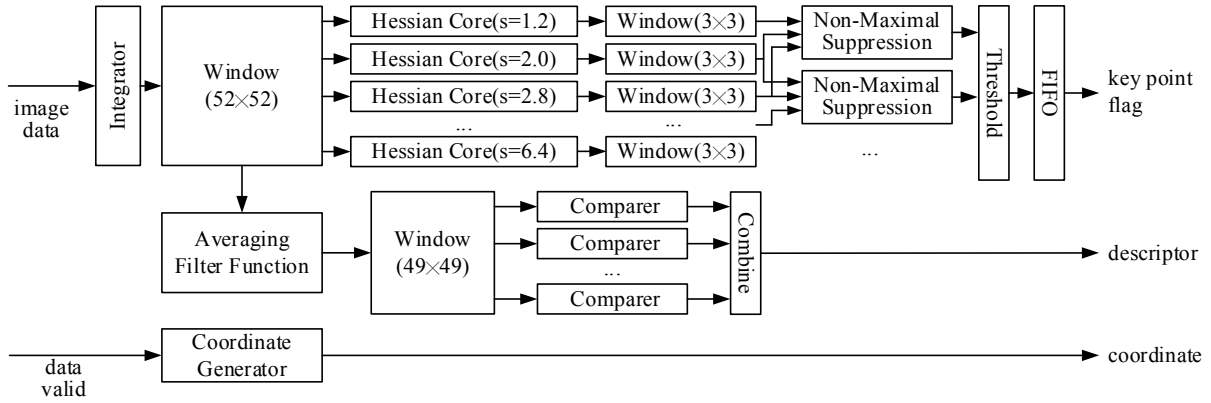 image
data
Integrator
Window
(52×52)
Hessian Core(s=1.2)
Window(3×3)
Hessian Core(s=2.0)
Window(3×3)
Hessian Core(s=2.8)
Window(3×3)
...
...
Hessian Core(s=6.4)
Window(3×3)
Non-Maximal
Suppression
Non-Maximal
Suppression
...
Threshold
FIFO
key point
flag
Averaging
Filter Function
Window
(49×49)
Comparer
Comparer
...
Comparer
Combine
descriptor
data
valid
Coordinate
Generator
coordinate